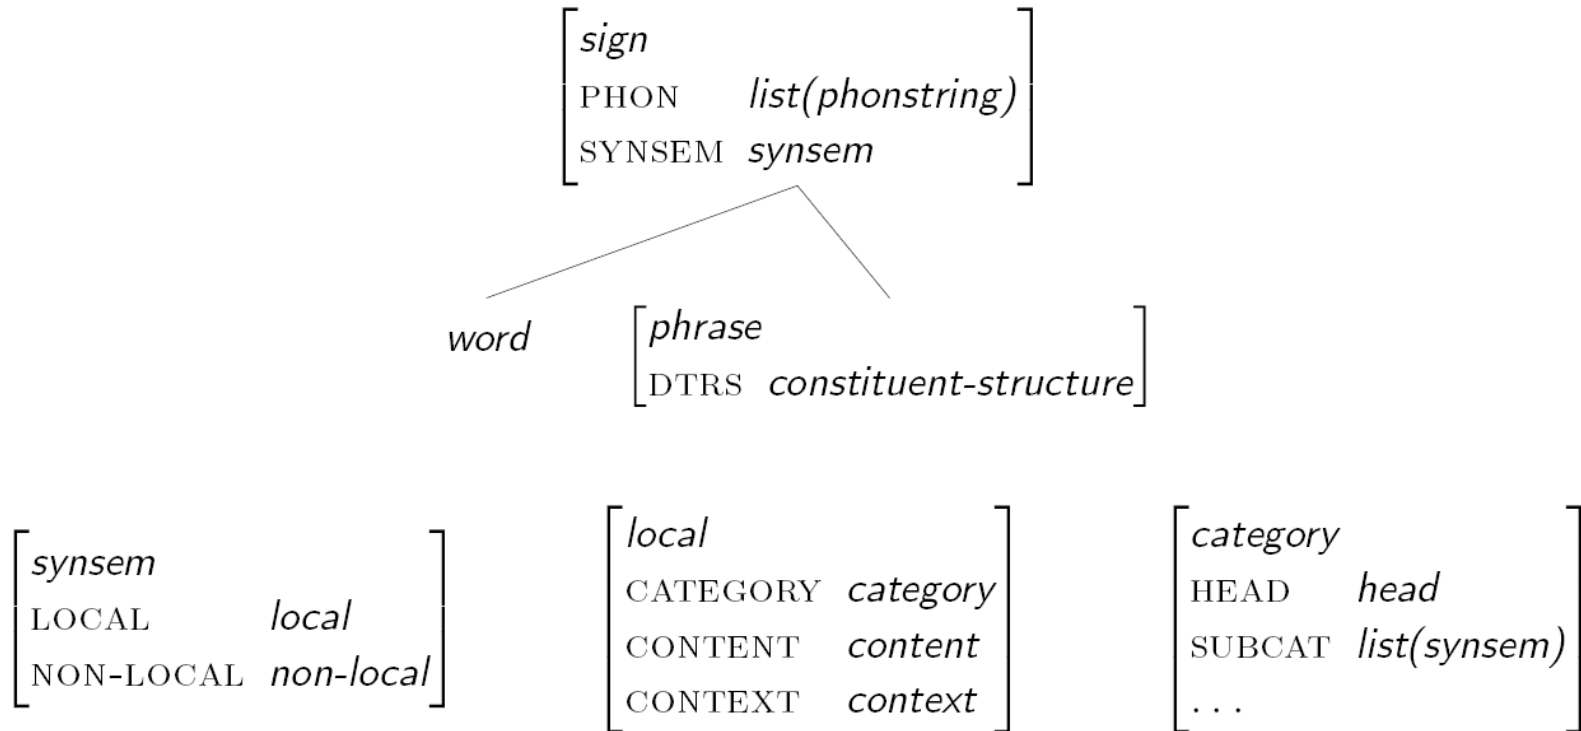 sign
PHON list(phonstring)
SYNSEM synsem
word
phrase
DTRS constituent-structure
synsem
LOCAL local
NON-LOCAL non-local
local
CATEGORY category
CONTENT content
CONTEXT context
category
HEAD head
SUBCAT list(synsem)
...